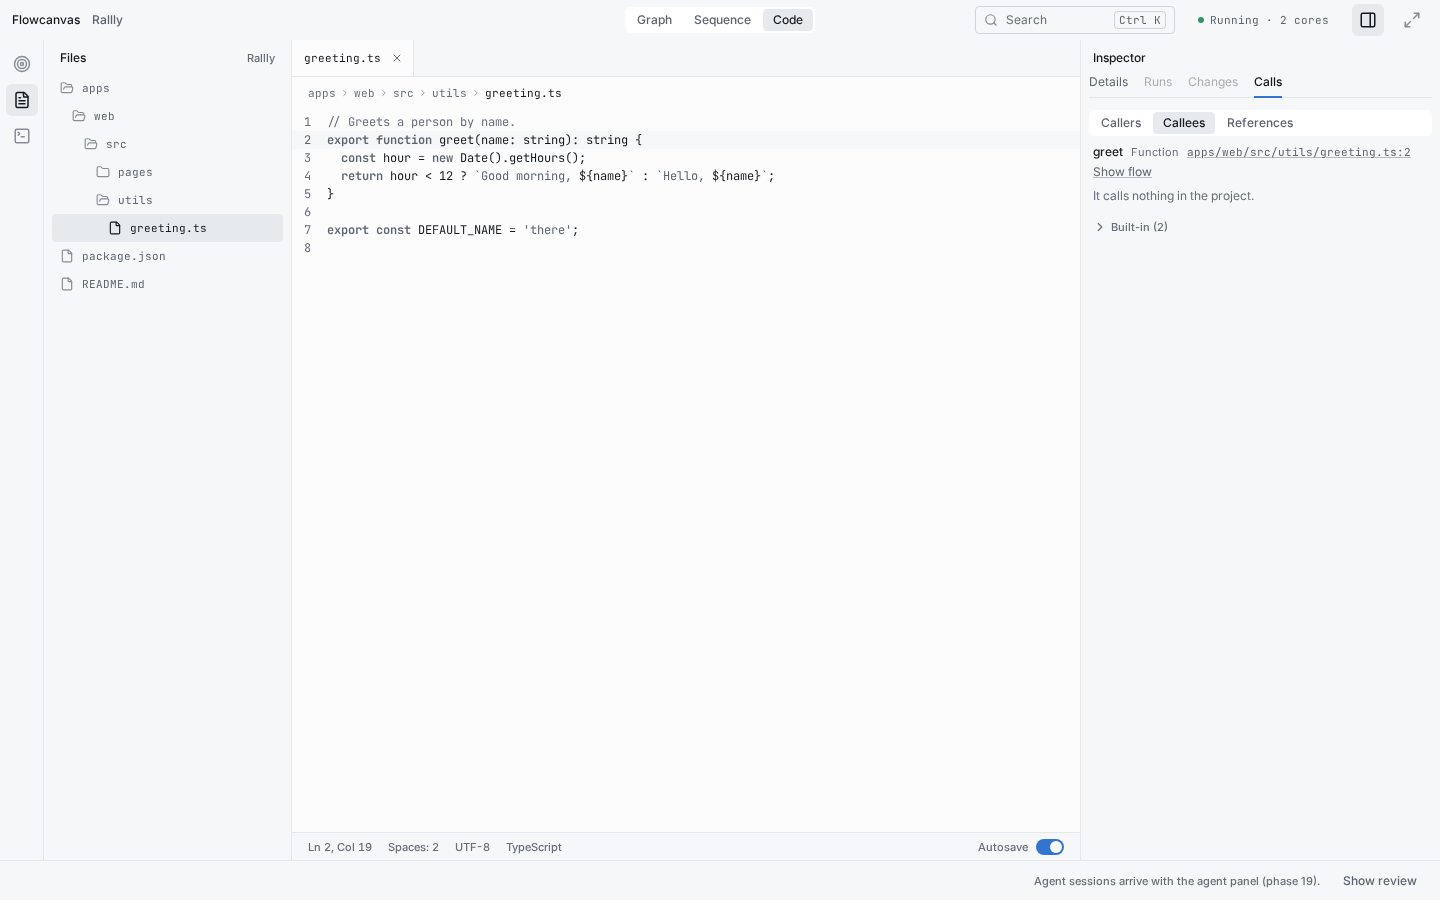 Flowcanvas Rallly
Graph Sequence Code
Search Ctrl K
Running · 2 cores
Files Rallly
apps
web
src
pages
utils
greeting.ts
package.json
README.md
greeting.ts
apps web src utils greeting.ts
1 // Greets a person by name.
2 export function greet(name: string): string {
3 const hour = new Date().getHours();
4 return hour < 12 ? `Good morning, ${name}` : `Hello, ${name}`;
5 }
6
7 export const DEFAULT_NAME = 'there';
8
Ln 2, Col 19 Spaces: 2 UTF-8 TypeScript
Autosave
Inspector
Details Runs Changes Calls
Callers Callees References
greet Function apps/web/src/utils/greeting.ts:2
Show flow
It calls nothing in the project.
Built-in (2)
Agent sessions arrive with the agent panel (phase 19). Show review